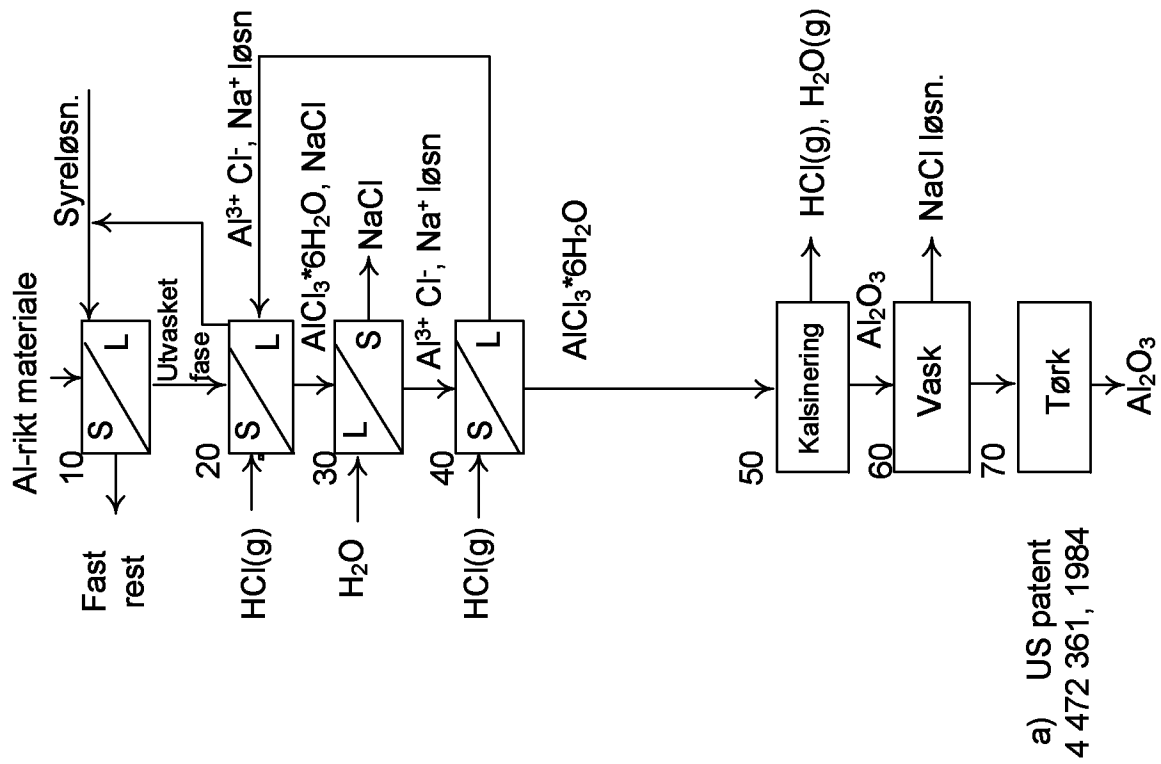 Al-rikt materiale
Syreløsn.
10
S
L
Fast
rest
Utvasket
fase
20
S
L
HCl(g)
Al³⁺ Cl⁻, Na⁺ løsn
AlCl₃*6H₂O, NaCl
30
L
S
H₂O
NaCl
Al³⁺ Cl⁻, Na⁺ løsn
40
S
L
HCl(g)
AlCl₃*6H₂O
50
Kalsinering
HCl(g), H₂O(g)
Al₂O₃
60
Vask
NaCl løsn.
70
Tørk
Al₂O₃
a) US patent
4 472 361, 1984